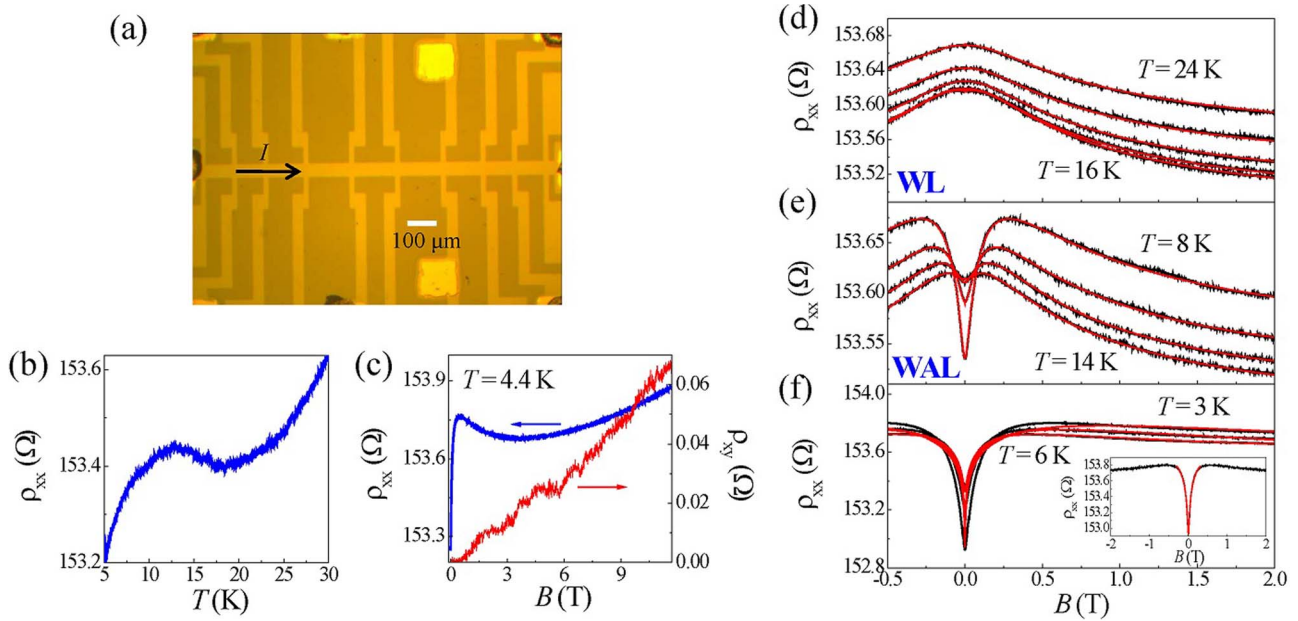 (a)
I
100 μm
(b)
ρxx (Ω)
153.6
153.4
153.2
5
10
15
20
25
30
T (K)
(c)
T = 4.4 K
ρxx (Ω)
153.9
153.6
153.3
0
3
6
9
B (T)
0.06
0.04
0.02
0.00
ρxy (Ω)
(d)
ρxx (Ω)
153.68
153.64
153.60
153.56
153.52
T = 24 K
T = 16 K
WL
(e)
ρxx (Ω)
153.65
153.60
153.55
T = 8 K
T = 14 K
WAL
(f)
ρxx (Ω)
154.0
153.6
153.2
152.8
T = 3 K
T = 6 K
ρxx (Ω)
153.8
153.6
153.4
153.2
153.0
-2
-1
0
1
2
B (T)
-0.5
0.0
0.5
1.0
1.5
2.0
B (T)